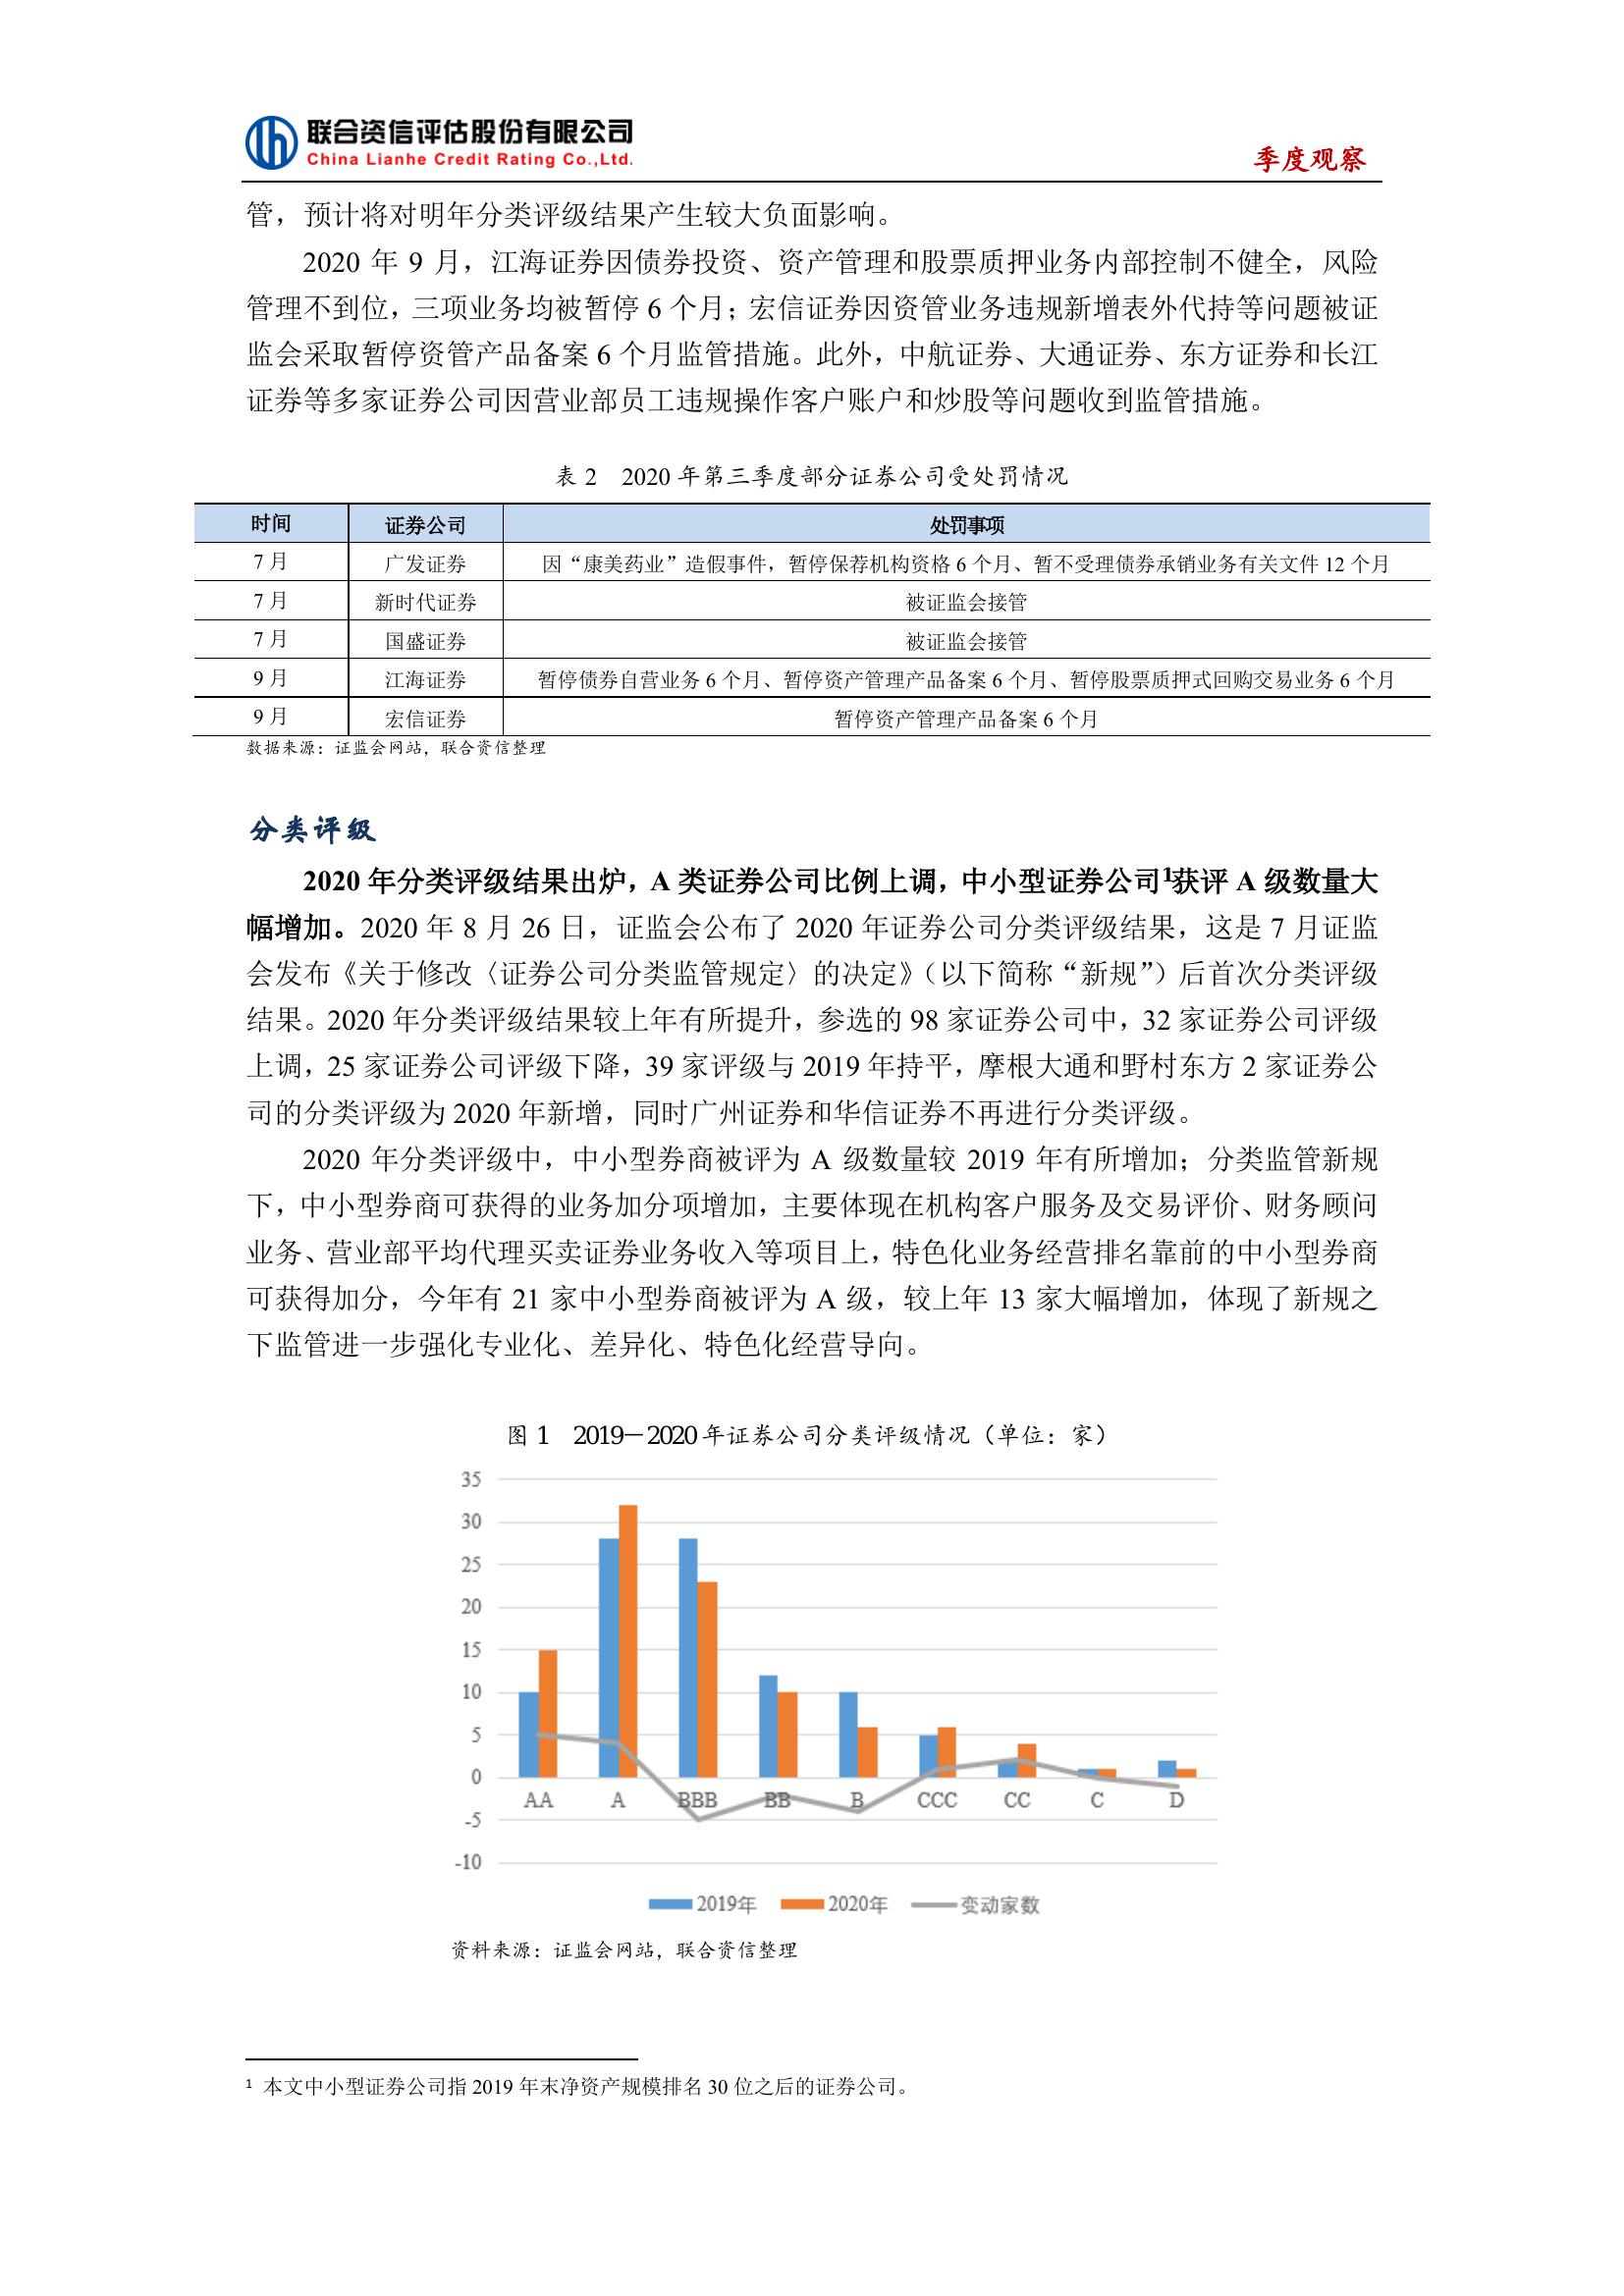 联合资信评估股份有限公司
China Lianhe Credit Rating Co.,Ltd.
季度观察
管，预计将对明年分类评级结果产生较大负面影响。
2020 年 9 月，江海证券因债券投资、资产管理和股票质押业务内部控制不健全，风险
管理不到位，三项业务均被暂停 6 个月；宏信证券因资管业务违规新增表外代持等问题被证
监会采取暂停资管产品备案 6 个月监管措施。此外，中航证券、大通证券、东方证券和长江
证券等多家证券公司因营业部员工违规操作客户账户和炒股等问题收到监管措施。
表 2 2020 年第三季度部分证券公司受处罚情况
时间 证券公司 处罚事项
7 月 广发证券 因“康美药业”造假事件，暂停保荐机构资格 6 个月、暂不受理债券承销业务有关文件 12 个月
7 月 新时代证券 被证监会接管
7 月 国盛证券 被证监会接管
9 月 江海证券 暂停债券自营业务 6 个月、暂停资产管理产品备案 6 个月、暂停股票质押式回购交易业务 6 个月
9 月 宏信证券 暂停资产管理产品备案 6 个月
数据来源：证监会网站，联合资信整理
分类评级
2020 年分类评级结果出炉，A 类证券公司比例上调，中小型证券公司1获评 A 级数量大
幅增加。2020 年 8 月 26 日，证监会公布了 2020 年证券公司分类评级结果，这是 7 月证监
会发布《关于修改〈证券公司分类监管规定〉的决定》（以下简称“新规”）后首次分类评级
结果。2020 年分类评级结果较上年有所提升，参选的 98 家证券公司中，32 家证券公司评级
上调，25 家证券公司评级下降，39 家评级与 2019 年持平，摩根大通和野村东方 2 家证券公
司的分类评级为 2020 年新增，同时广州证券和华信证券不再进行分类评级。
2020 年分类评级中，中小型券商被评为 A 级数量较 2019 年有所增加；分类监管新规
下，中小型券商可获得的业务加分项增加，主要体现在机构客户服务及交易评价、财务顾问
业务、营业部平均代理买卖证券业务收入等项目上，特色化业务经营排名靠前的中小型券商
可获得加分，今年有 21 家中小型券商被评为 A 级，较上年 13 家大幅增加，体现了新规之
下监管进一步强化专业化、差异化、特色化经营导向。
图 1 2019－2020 年证券公司分类评级情况（单位：家）
35
30
25
20
15
10
5
0
AA A BBB BB B CCC CC C D
-5
-10
2019年 2020年 变动家数
资料来源：证监会网站，联合资信整理
1 本文中小型证券公司指 2019 年末净资产规模排名 30 位之后的证券公司。